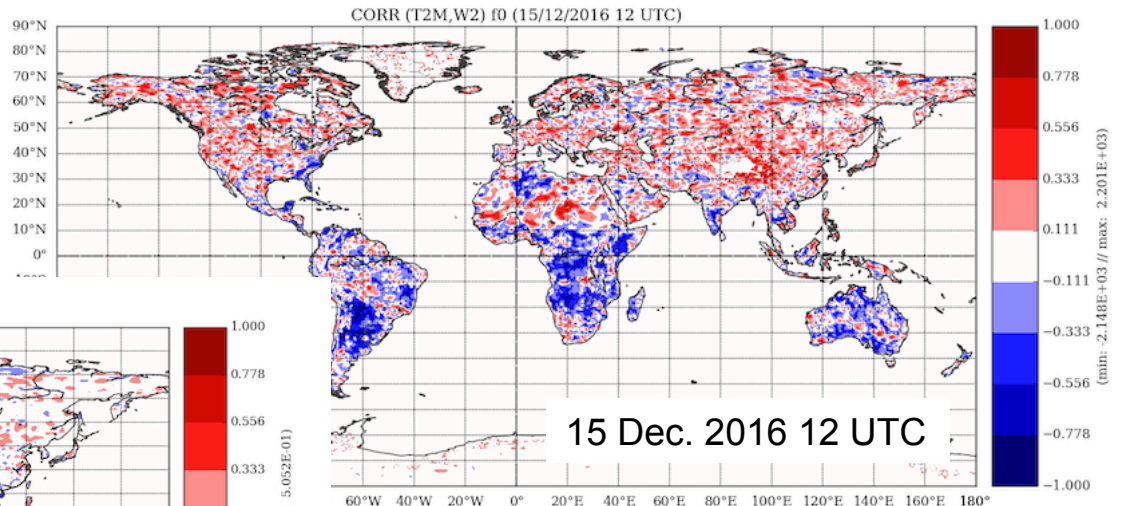 CORR (T2M,W2) f0 (15/12/2016 12 UTC)
90°N
80°N
70°N
60°N
50°N
40°N
30°N
20°N
10°N
0°
1.000
0.778
0.556
0.333
0.111
−0.111
−0.333
−0.556
−0.778
−1.000
(min: -2.148E+03 // max: 2.201E+03)
15 Dec. 2016 12 UTC
60°W 40°W 20°W 0° 20°E 40°E 60°E 80°E 100°E 120°E 140°E 160°E 180°
1.000
0.778
0.556
0.333
5.052E-01)